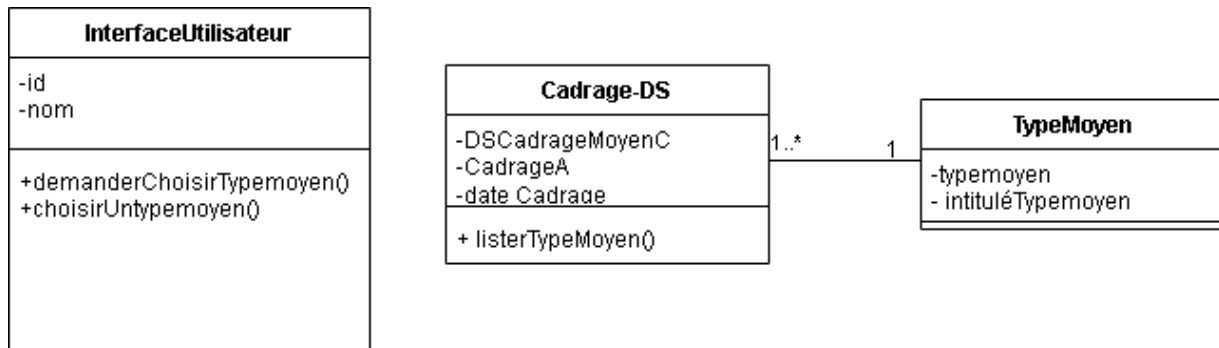 InterfaceUtilisateur
-id
-nom
+demanderChoisirTypemoyen()
+choisirUntypemoyen()
Cadrage-DS
-DSCadrageMoyenC
-CadrageA
-date Cadrage
+ listerTypeMoyen()
1..*
1
TypeMoyen
-typemoyen
- intituléTypemoyen